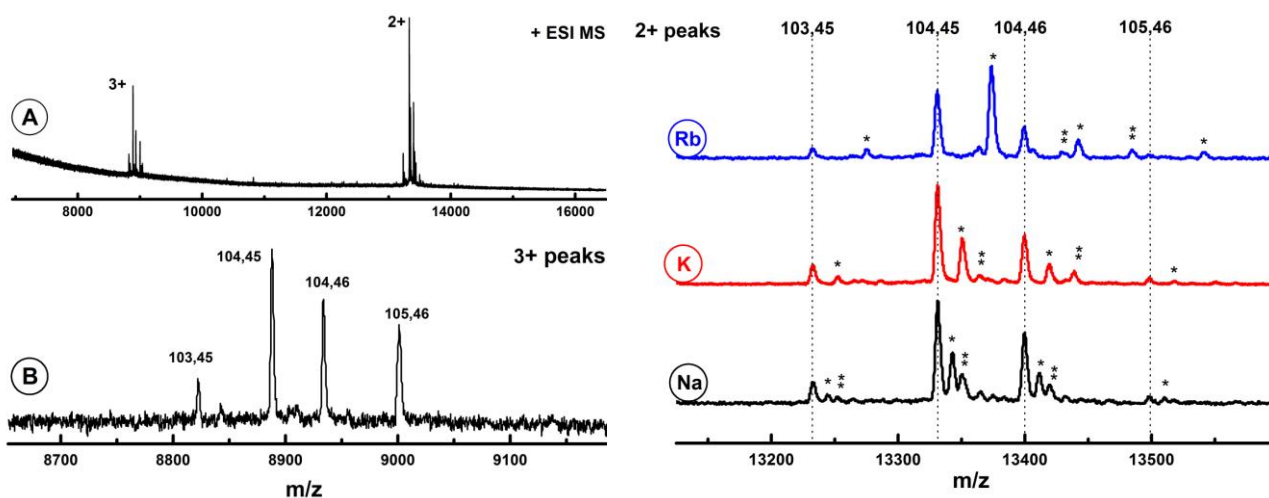 2+
+ ESI MS
3+
A
8000 10000 12000 14000 16000
3+ peaks
104,45
104,46
105,46
103,45
B
8700 8800 8900 9000 9100
m/z
2+ peaks
103,45 104,45 104,46 105,46
*
Rb * ** * ** *
K * * ** * ** *
Na * ** * ** * ** *
13200 13300 13400 13500
m/z